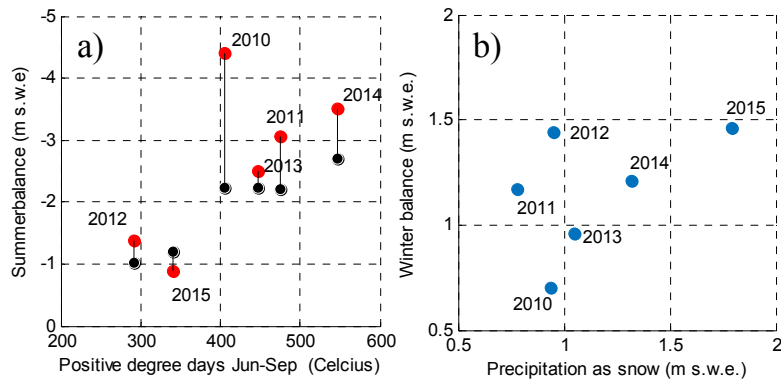 a)
Summerbalance (m s.w.e)
-5
-4
-3
-2
-1
0
2010
2014
2011
2013
2012
2015
200 300 400 500 600
Positive degree days Jun-Sep (Celcius)
b)
Winter balance (m s.w.e.)
2
1.5
1
0.5
2015
2012
2014
2011
2013
2010
0.5 1 1.5 2
Precipitation as snow (m s.w.e.)